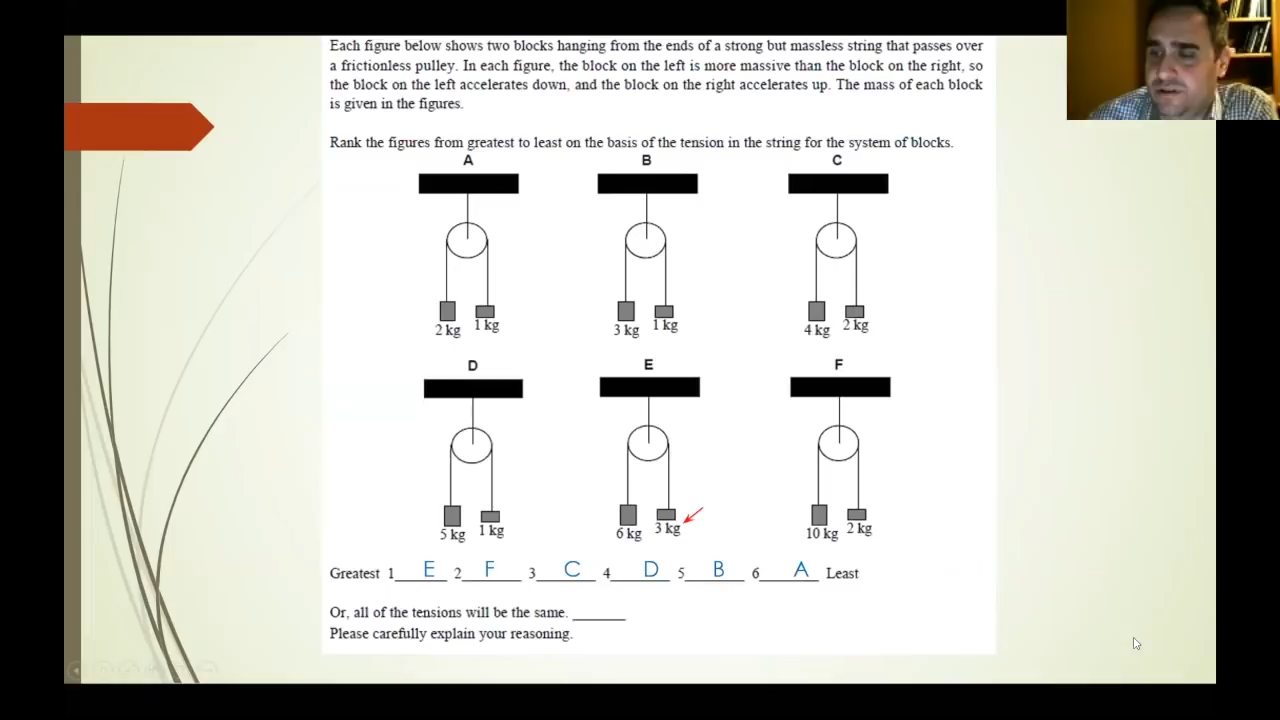 Each figure below shows two blocks hanging from the ends of a strong but massless string that passes over
a frictionless pulley. In each figure, the block on the left is more massive than the block on the right, so
the block on the left accelerates down, and the block on the right accelerates up. The mass of each block
is given in the figures.
Rank the figures from greatest to least on the basis of the tension in the string for the system of blocks.
A B C
2 kg 1 kg 3 kg 1 kg 4 kg 2 kg
D E F
5 kg 1 kg 6 kg 3 kg 10 kg 2 kg
Greatest 1 E 2 F 3 C 4 D 5 B 6 A Least
Or, all of the tensions will be the same. ______
Please carefully explain your reasoning.